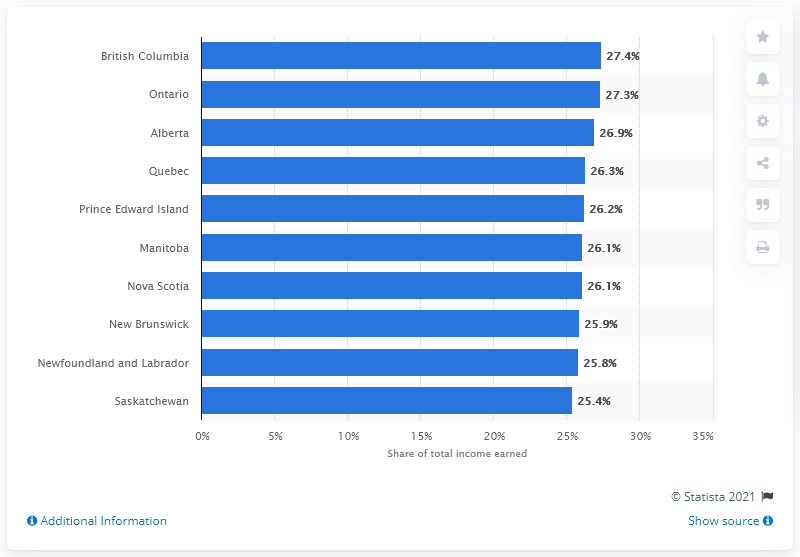 British Columbia 27.4%
Ontario 27.3%
Alberta 26.9%
Quebec 26.3%
Prince Edward Island 26.2%
Manitoba 26.1%
Nova Scotia 26.1%
New Brunswick 25.9%
Newfoundland and Labrador 25.8%
Saskatchewan 25.4%
0% 5% 10% 15% 20% 25% 30% 35%
Share of total income earned
© Statista 2021
Additional Information Show source